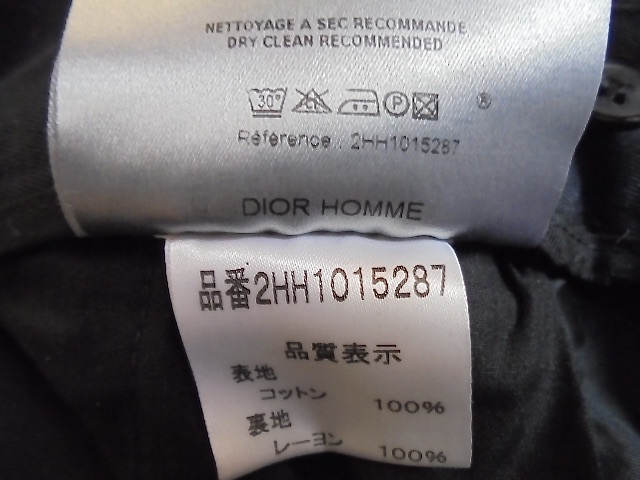 NETTOYAGE A SEC RECOMMANDE
DRY CLEAN RECOMMENDED
30° P ®
Référence : 2HH1015287
DIOR HOMME
品番2HH1015287
品質表示
表地
コットン 100%
裏地
レーヨン 100%